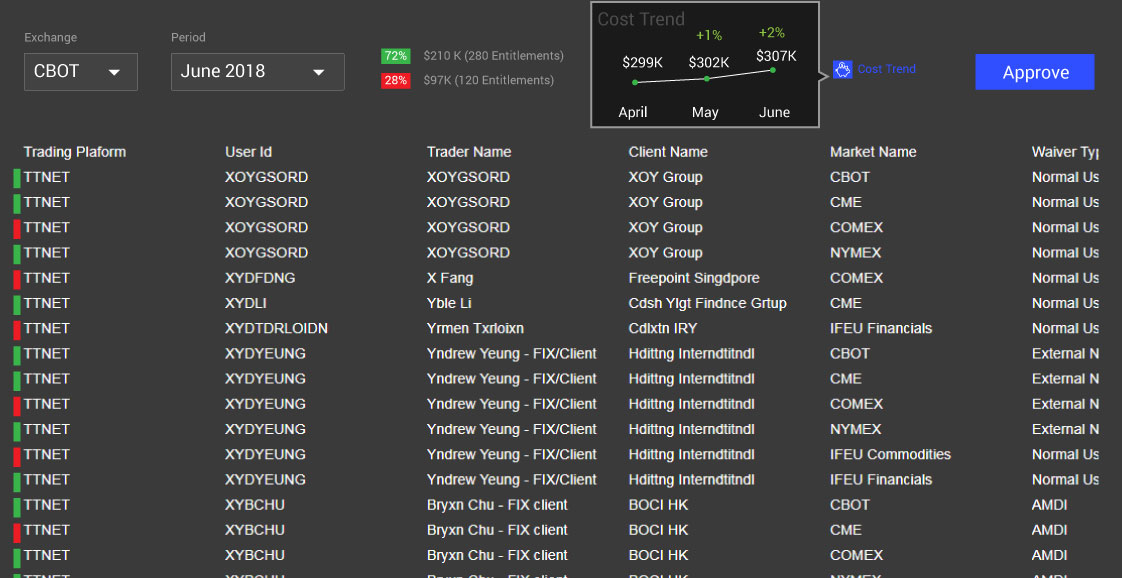 Exchange
Period
CBOT
June 2018
72% $210 K (280 Entitlements)
28% $97K (120 Entitlements)
Cost Trend
+1% +2%
$299K $302K $307K
April May June
Cost Trend
Approve
Trading Plaform User Id Trader Name Client Name Market Name Waiver Typ
TTNET XOYGSORD XOYGSORD XOY Group CBOT Normal Us
TTNET XOYGSORD XOYGSORD XOY Group CME Normal Us
TTNET XOYGSORD XOYGSORD XOY Group COMEX Normal Us
TTNET XOYGSORD XOYGSORD XOY Group NYMEX Normal Us
TTNET XYDFDNG X Fang Freepoint Singdpore COMEX Normal Us
TTNET XYDLI Yble Li Cdsh Ylgt Findnce Grtup CME Normal Us
TTNET XYDTDRLOIDN Yrmen Txrloixn Cdlxtn IRY IFEU Financials Normal Us
TTNET XYDYEUNG Yndrew Yeung - FIX/Client Hdittng Interndtitndl CBOT External N
TTNET XYDYEUNG Yndrew Yeung - FIX/Client Hdittng Interndtitndl CME External N
TTNET XYDYEUNG Yndrew Yeung - FIX/Client Hdittng Interndtitndl COMEX External N
TTNET XYDYEUNG Yndrew Yeung - FIX/Client Hdittng Interndtitndl NYMEX External N
TTNET XYDYEUNG Yndrew Yeung - FIX/Client Hdittng Interndtitndl IFEU Commodities Normal Us
TTNET XYDYEUNG Yndrew Yeung - FIX/Client Hdittng Interndtitndl IFEU Financials Normal Us
TTNET XYBCHU Bryxn Chu - FIX client BOCI HK CBOT AMDI
TTNET XYBCHU Bryxn Chu - FIX client BOCI HK CME AMDI
TTNET XYBCHU Bryxn Chu - FIX client BOCI HK COMEX AMDI
TTNET XYBCHU Bryxn Chu - FIX client BOCI HK NYMEX AMDI